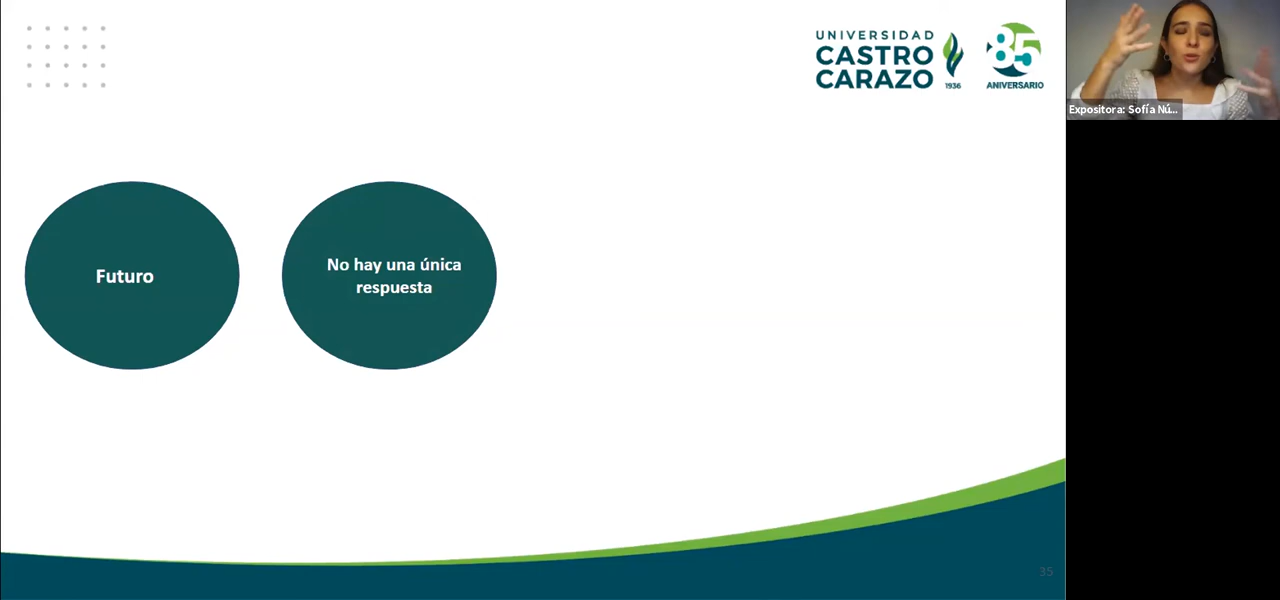 UNIVERSIDAD
CASTRO
CARAZO
1936
85
ANIVERSARIO
Expositora: Sofía Nú...
Futuro
No hay una única
respuesta
35